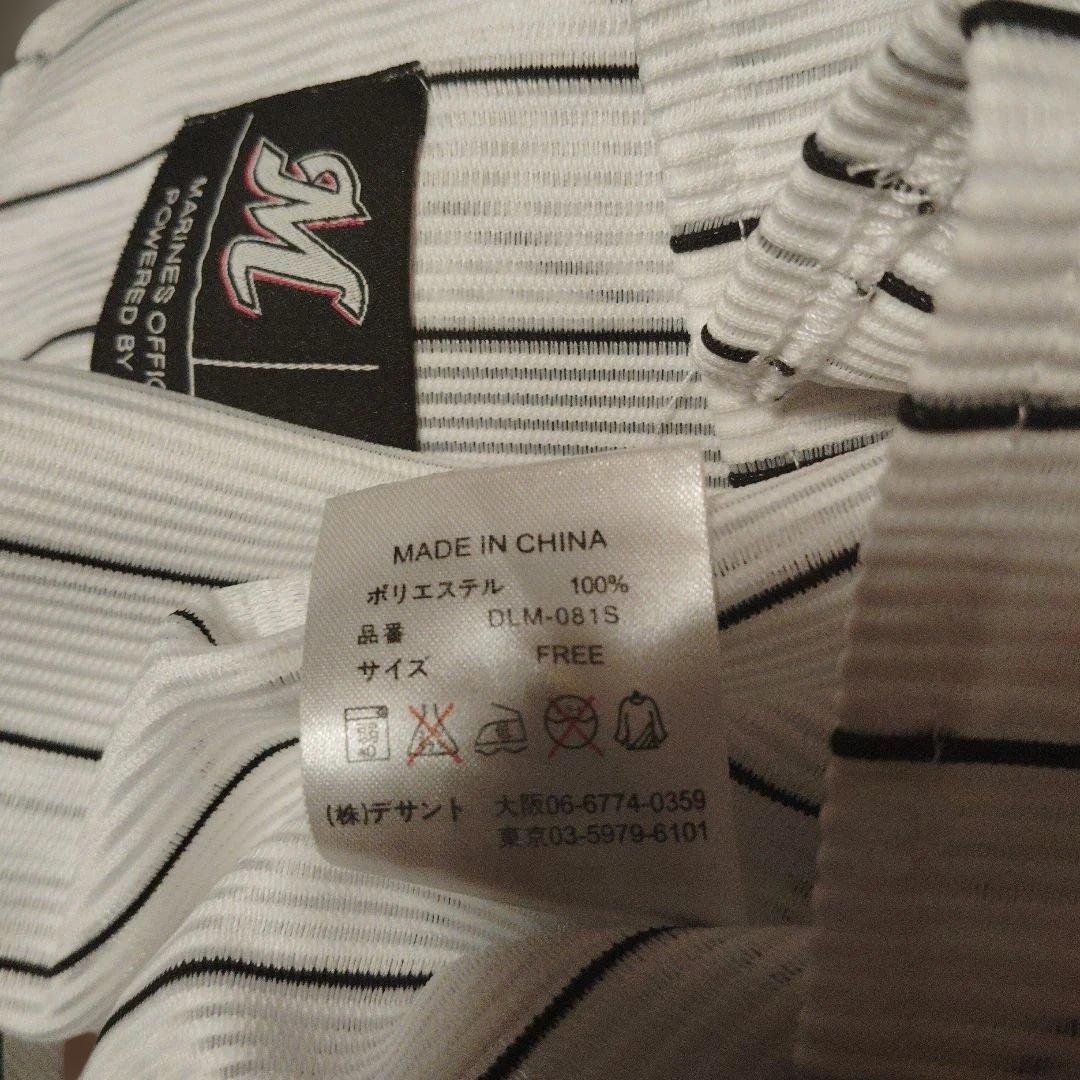 M
MARINES OFFIC
POWERED BY
MADE IN CHINA
ポリエステル 100%
品番 DLM-081S
サイズ FREE
(株)デサント 大阪06-6774-0359
東京03-5979-6101